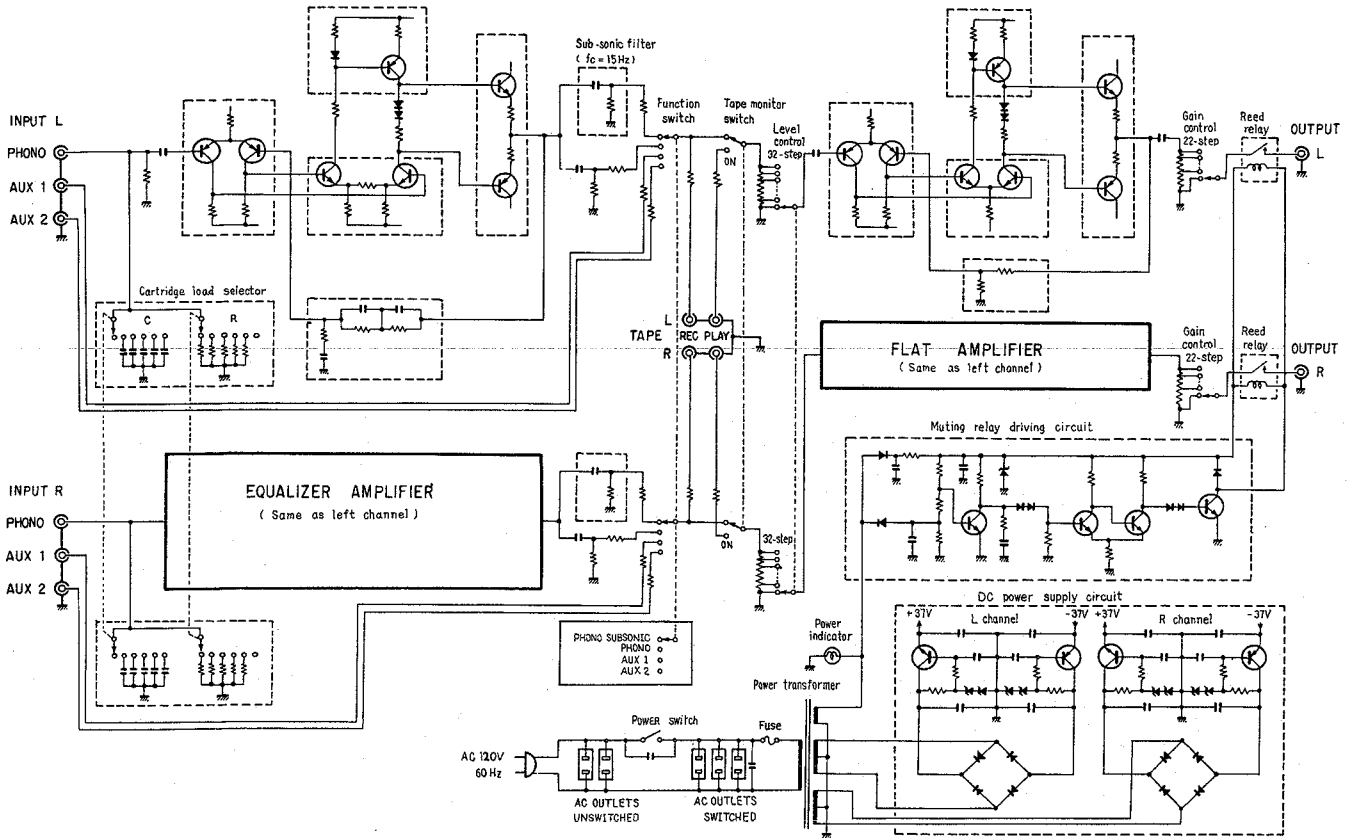 Sub-sonic filter
( fc = 15Hz)
Function
switch
Tape monitor
switch
Level
control
32-step
ON
Gain
control
22-step
Reed
relay
OUTPUT
L
INPUT L
PHONO
AUX 1
AUX 2
Cartridge load selector
C
R
L
TAPE
REC PLAY
R
FLAT AMPLIFIER
( Same as left channel )
Gain
control
22-step
Reed
relay
OUTPUT
R
Muting relay driving circuit
INPUT R
PHONO
AUX 1
AUX 2
EQUALIZER AMPLIFIER
( Same as left channel )
ON
32-step
PHONO SUBSONIC
PHONO
AUX 1
AUX 2
Power
indicator
Power transformer
DC power supply circuit
+37V
L channel
-37V
+37V
R channel
-37V
Power switch
Fuse
AC 120V
60 Hz
AC OUTLETS
UNSWITCHED
AC OUTLETS
SWITCHED